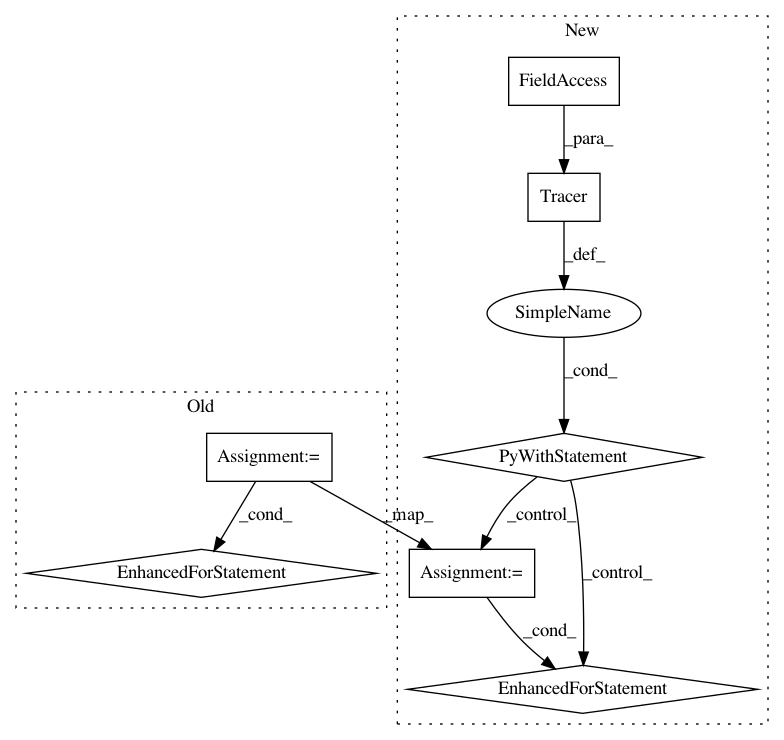 New
FieldAccess
_para_
Tracer
_def_
SimpleName
_cond_
Old
Assignment:=
PyWithStatement
_cond_
_map_
_control_
EnhancedForStatement
Assignment:=
_control_
_cond_
EnhancedForStatement